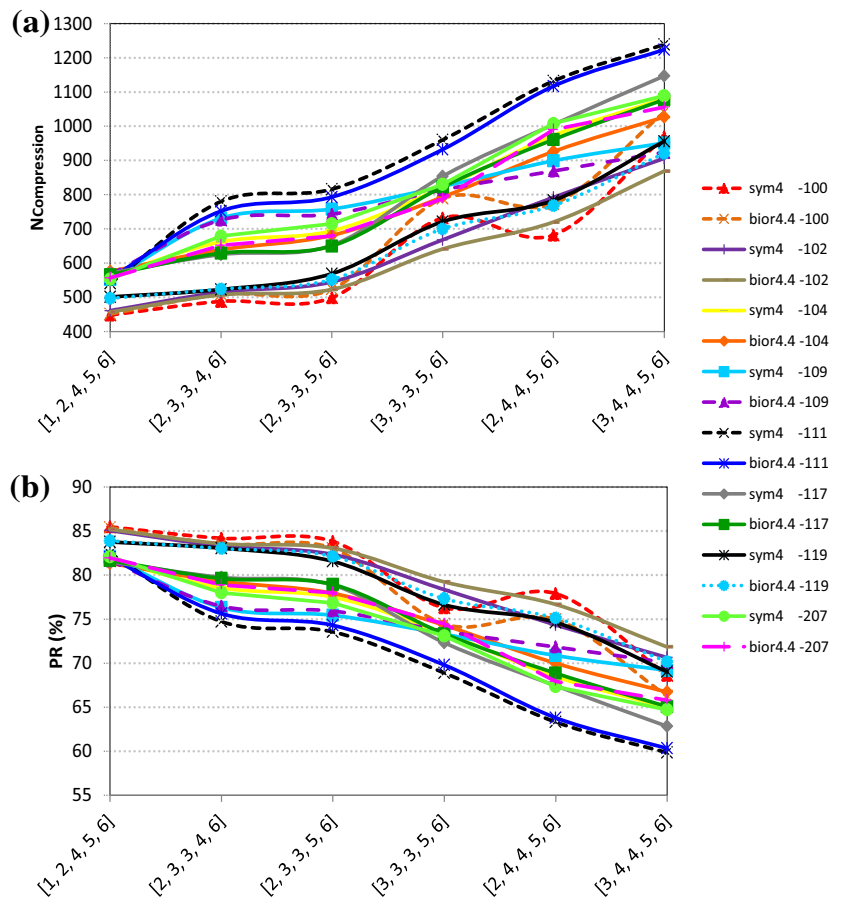 (a)
NCompression
1300
1200
1100
1000
900
800
700
600
500
400
[1, 2, 4, 5, 6]
[2, 3, 3, 4, 6]
[2, 3, 3, 5, 6]
[3, 3, 3, 5, 6]
[2, 4, 4, 5, 6]
[3, 4, 4, 5, 6]
sym4 -100
bior4.4 -100
sym4 -102
bior4.4 -102
sym4 -104
bior4.4 -104
sym4 -109
bior4.4 -109
sym4 -111
bior4.4 -111
sym4 -117
bior4.4 -117
sym4 -119
bior4.4 -119
sym4 -207
bior4.4 -207
(b)
PR (%)
90
85
80
75
70
65
60
55
[1, 2, 4, 5, 6]
[2, 3, 3, 4, 6]
[2, 3, 3, 5, 6]
[3, 3, 3, 5, 6]
[2, 4, 4, 5, 6]
[3, 4, 4, 5, 6]